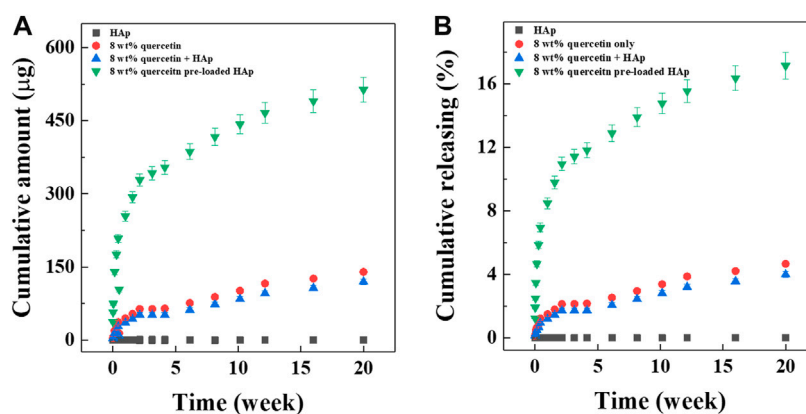 A
Cumulative amount (µg)
600
450
300
150
0
HAp
8 wt% quercetin
8 wt% quercetin + HAp
8 wt% querceitn pre-loaded HAp
0 5 10 15 20
Time (week)
B
Cumulative releasing (%)
16
12
8
4
0
HAp
8 wt% quercetin only
8 wt% quercetin + HAp
8 wt% querceitn pre-loaded HAp
0 5 10 15 20
Time (week)